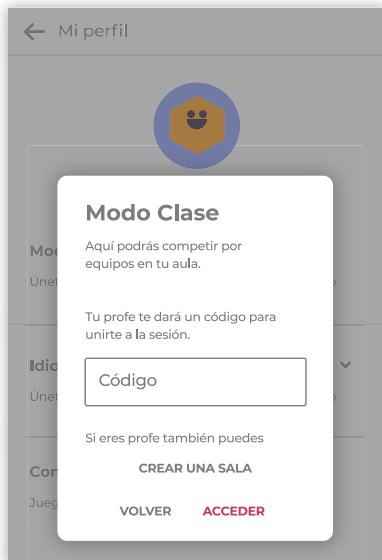 Mi perfil
Modo Clase
Aquí podrás competir por
equipos en tu aula.
Tu profe te dará un código para
unirte a la sesión.
Código
Si eres profe también puedes
CREAR UNA SALA
VOLVER
ACCEDER